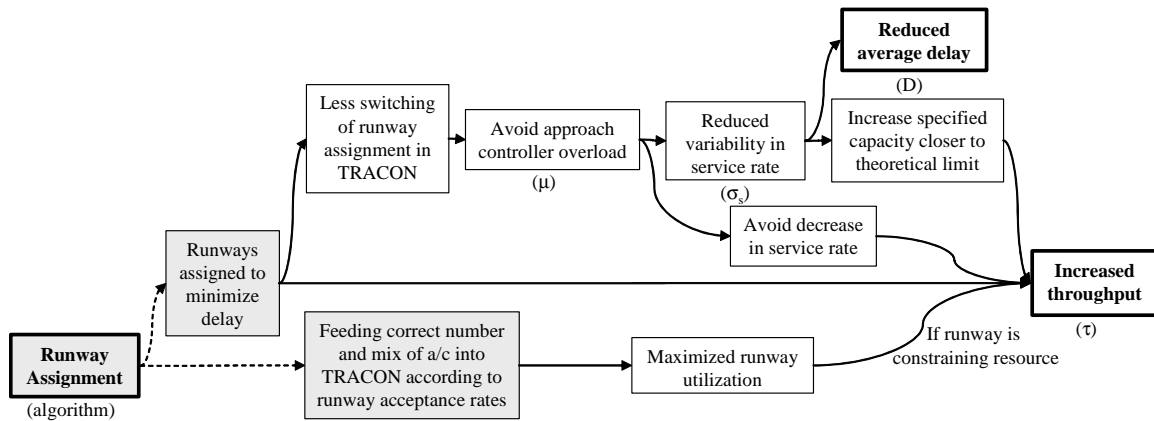 Reduced
average delay
(D)
Less switching
of runway
assignment in
TRACON
Avoid approach
controller overload
(μ)
Reduced
variability in
service rate
(σs)
Increase specified
capacity closer to
theoretical limit
Avoid decrease
in service rate
Runways
assigned to
minimize
delay
Increased
throughput
(τ)
Runway
Assignment
(algorithm)
Feeding correct number
and mix of a/c into
TRACON according to
runway acceptance rates
Maximized runway
utilization
If runway is
constraining resource